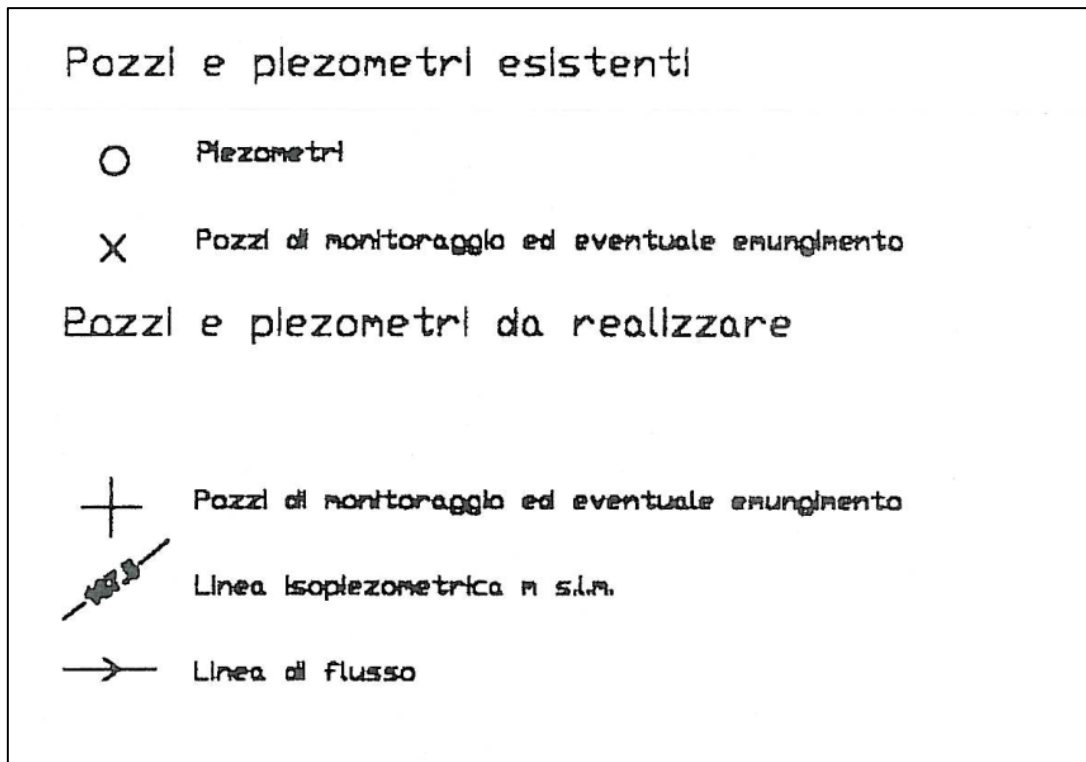 Pozzi e piezometri esistenti
Piezometri
Pozzi di monitoraggio ed eventuale emungimento
Pozzi e piezometri da realizzare
Pozzi di monitoraggio ed eventuale emungimento
Linea isopiezometrica m s.l.m.
Linea di flusso